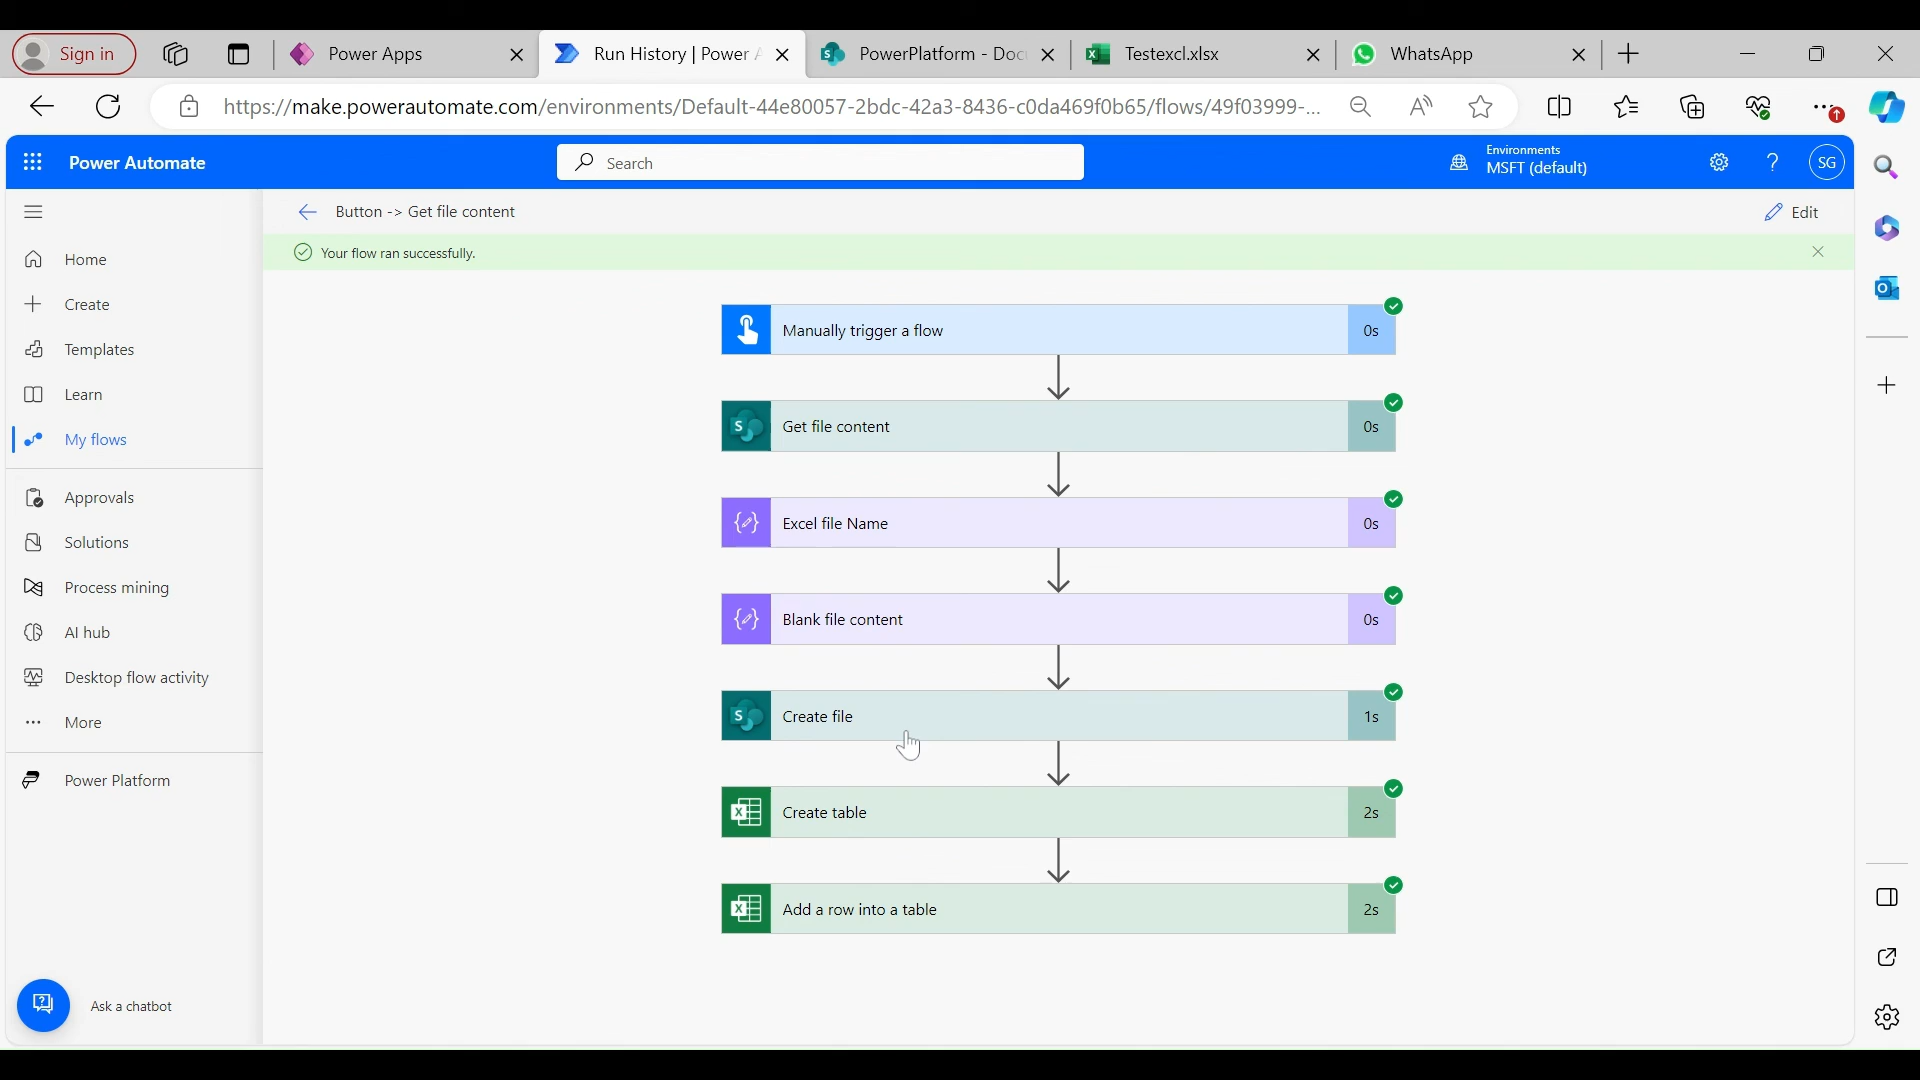 Sign in
Power Apps
Run History | Power A
PowerPlatform - Doc
Testexcl.xlsx
WhatsApp
https://make.powerautomate.com/environments/Default-44e80057-2bdc-42a3-8436-c0da469f0b65/flows/49f03999-...
Power Automate
Search
Environments
MSFT (default)
SG
Button -> Get file content
Edit
Your flow ran successfully.
Home
Create
Templates
Learn
My flows
Approvals
Solutions
Process mining
AI hub
Desktop flow activity
More
Power Platform
Ask a chatbot
Manually trigger a flow
0s
Get file content
0s
Excel file Name
0s
Blank file content
0s
Create file
1s
Create table
2s
Add a row into a table
2s